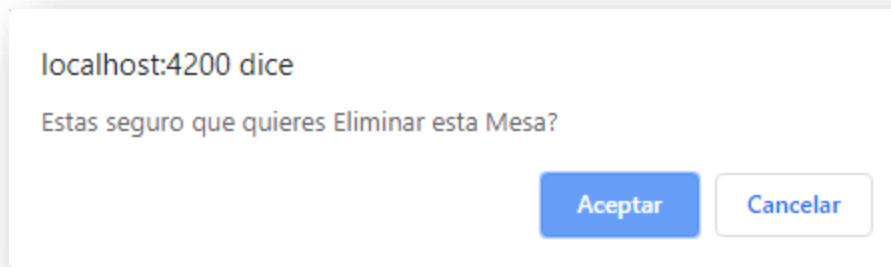 localhost:4200 dice
Estas seguro que quieres Eliminar esta Mesa?
Aceptar Cancelar